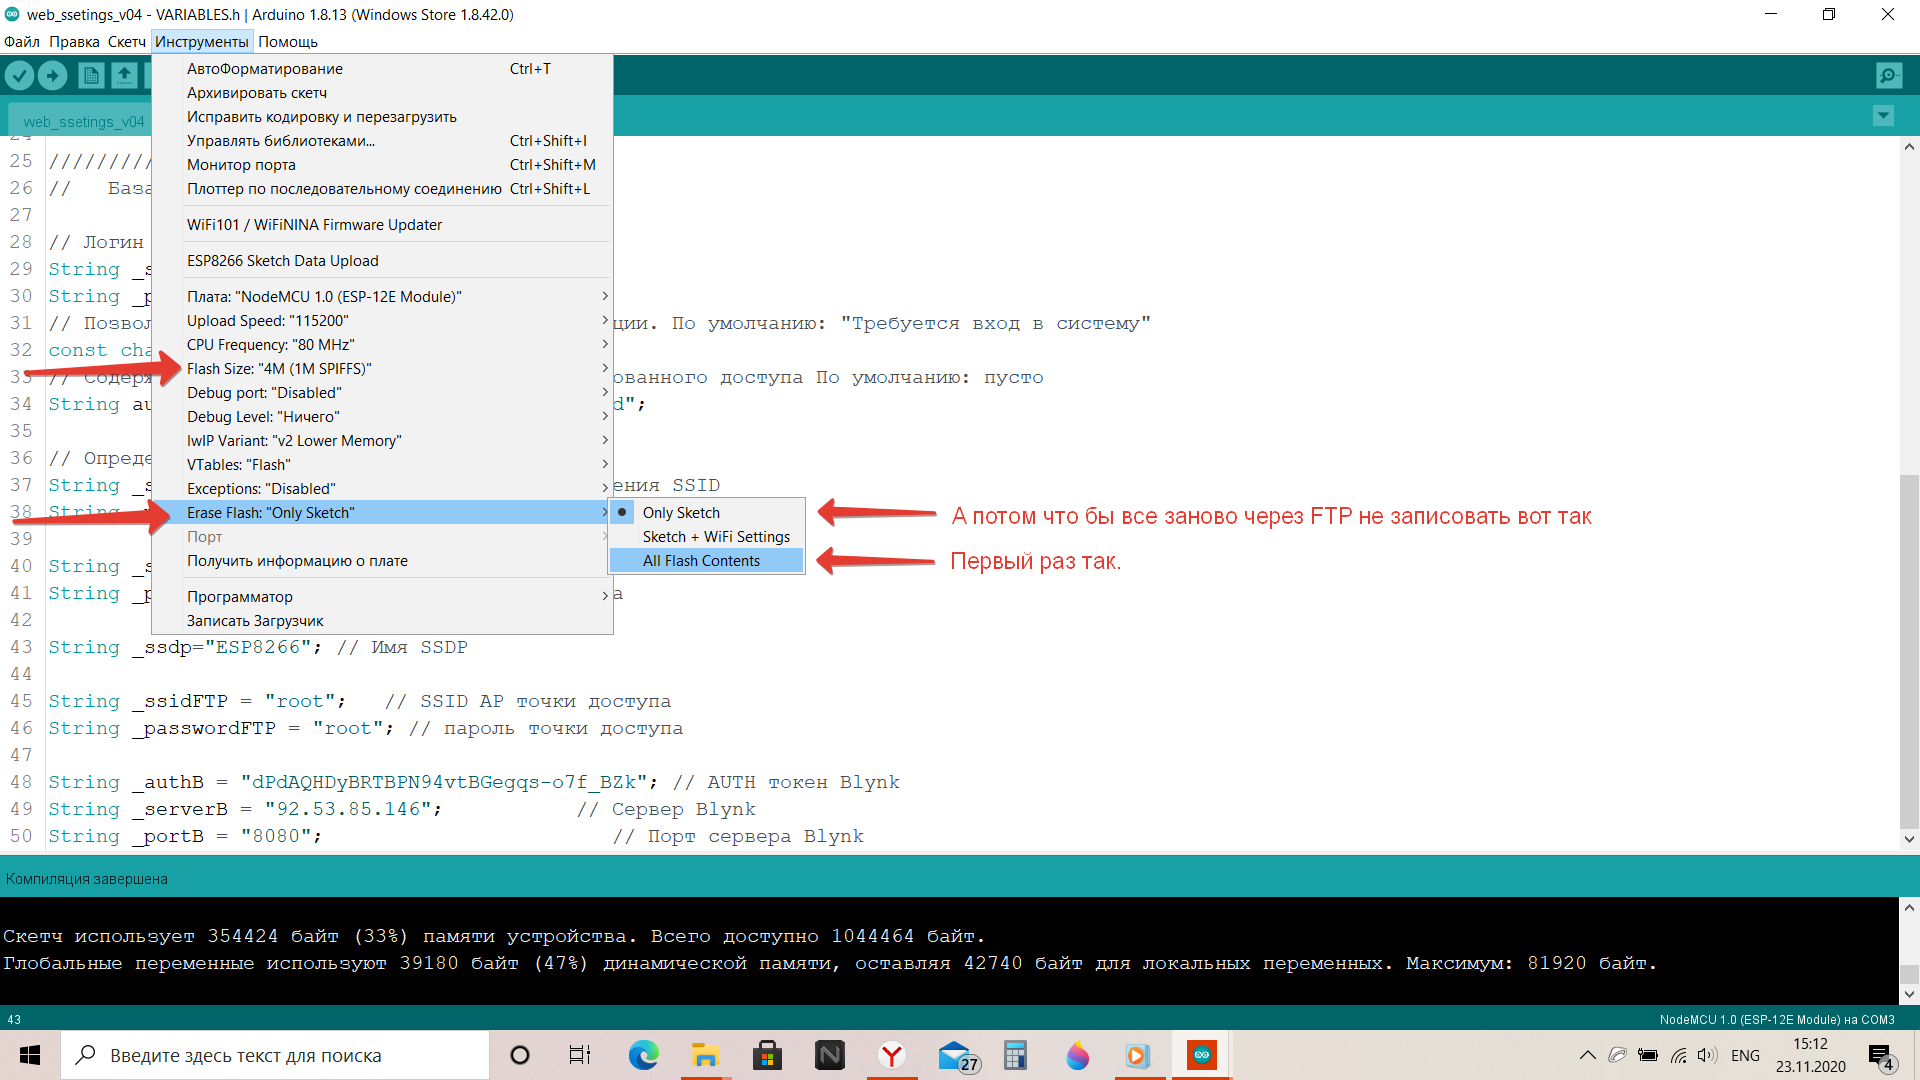 web_ssetings_v04 - VARIABLES.h | Arduino 1.8.13 (Windows Store 1.8.42.0)
Файл Правка Скетч Инструменты Помощь
АвтоФорматирование Ctrl+T
Архивировать скетч
Исправить кодировку и перезагрузить
Управлять библиотеками... Ctrl+Shift+I
Монитор порта Ctrl+Shift+M
Плоттер по последовательному соединению Ctrl+Shift+L
WiFi101 / WiFiNINA Firmware Updater
ESP8266 Sketch Data Upload
Плата: "NodeMCU 1.0 (ESP-12E Module)"
Upload Speed: "115200"
CPU Frequency: "80 MHz"
Flash Size: "4M (1M SPIFFS)"
Debug port: "Disabled"
Debug Level: "Ничего"
lwIP Variant: "v2 Lower Memory"
VTables: "Flash"
Exceptions: "Disabled"
Erase Flash: "Only Sketch"
Порт
Получить информацию о плате
Программатор
Записать Загрузчик
Only Sketch
Sketch + WiFi Settings
All Flash Contents
А потом что бы все заново через FTP не записовать вот так
Первый раз так.
web_ssetings_v04
24
25 //////////
26 // База
27
28 // Логин
29 String _s
30 String _p
31 // Позвол ции. По умолчанию: "Требуется вход в систему"
32 const cha
33 // Содерж ованного доступа По умолчанию: пусто
34 String au d";
35
36 // Опреде
37 String _s ения SSID
38 String
39
40 String _s
41 String _p а
42
43 String _ssdp="ESP8266"; // Имя SSDP
44
45 String _ssidFTP = "root"; // SSID AP точки доступа
46 String _passwordFTP = "root"; // пароль точки доступа
47
48 String _authB = "dPdAQHDyBRTBPN94vtBGegqs-o7f_BZk"; // AUTH токен Blynk
49 String _serverB = "92.53.85.146"; // Сервер Blynk
50 String _portB = "8080"; // Порт сервера Blynk
Компиляция завершена
Скетч использует 354424 байт (33%) памяти устройства. Всего доступно 1044464 байт.
Глобальные переменные используют 39180 байт (47%) динамической памяти, оставляя 42740 байт для локальных переменных. Максимум: 81920 байт.
43 NodeMCU 1.0 (ESP-12E Module) на COM3
Введите здесь текст для поиска
27
ENG
15:12
23.11.2020
4